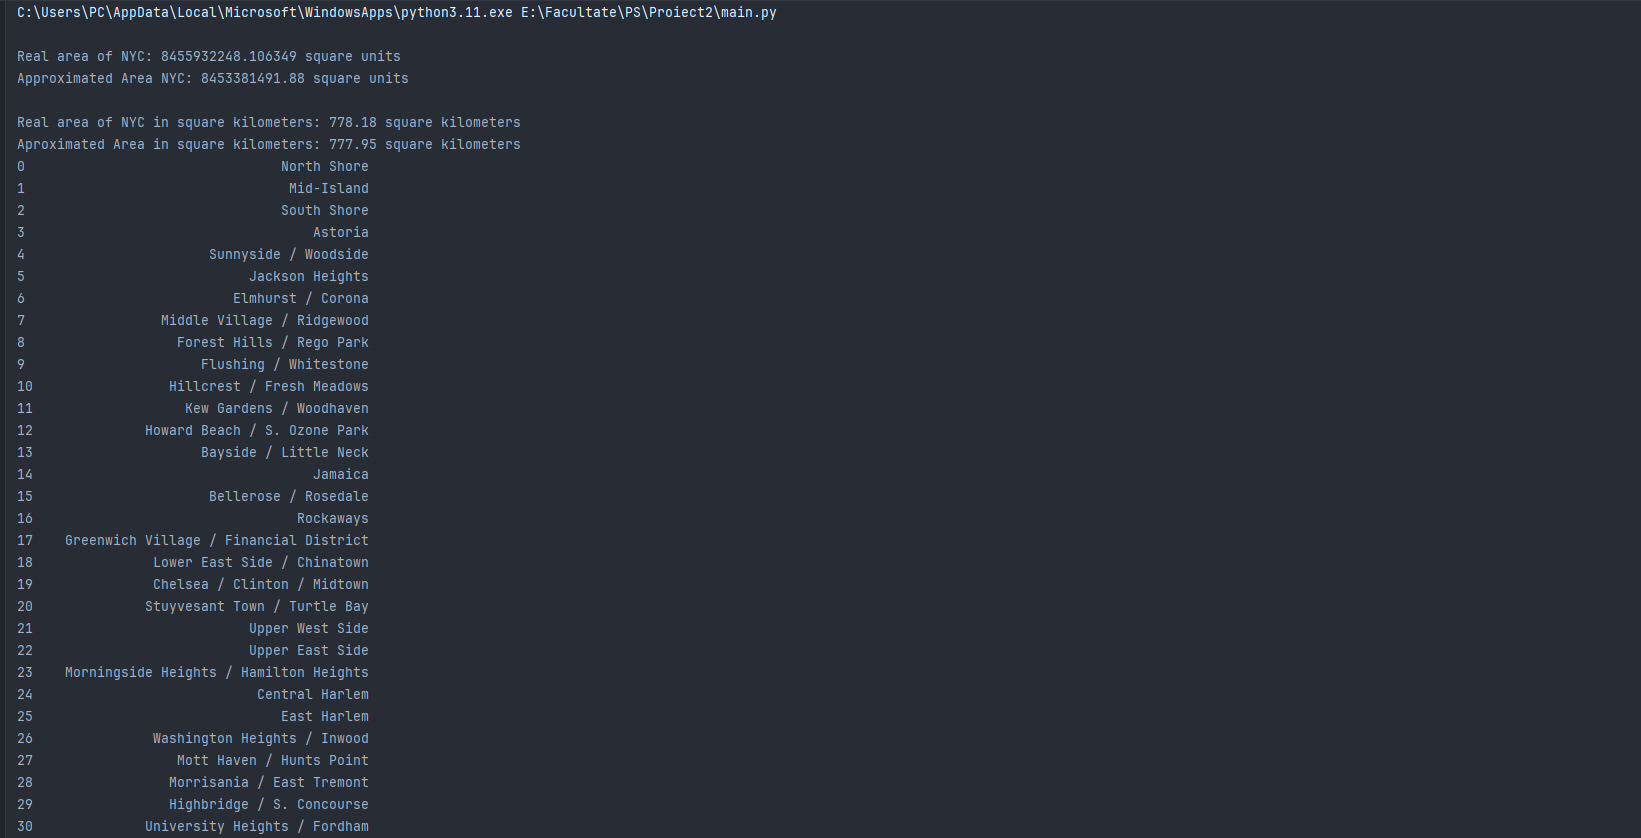 C:\Users\PC\AppData\Local\Microsoft\WindowsApps\python3.11.exe E:\Facultate\PS\Proiect2\main.py
Real area of NYC: 8455932248.106349 square units
Approximated Area NYC: 8453381491.88 square units
Real area of NYC in square kilometers: 778.18 square kilometers
Aproximated Area in square kilometers: 777.95 square kilometers
0 North Shore
1 Mid-Island
2 South Shore
3 Astoria
4 Sunnyside / Woodside
5 Jackson Heights
6 Elmhurst / Corona
7 Middle Village / Ridgewood
8 Forest Hills / Rego Park
9 Flushing / Whitestone
10 Hillcrest / Fresh Meadows
11 Kew Gardens / Woodhaven
12 Howard Beach / S. Ozone Park
13 Bayside / Little Neck
14 Jamaica
15 Bellerose / Rosedale
16 Rockaways
17 Greenwich Village / Financial District
18 Lower East Side / Chinatown
19 Chelsea / Clinton / Midtown
20 Stuyvesant Town / Turtle Bay
21 Upper West Side
22 Upper East Side
23 Morningside Heights / Hamilton Heights
24 Central Harlem
25 East Harlem
26 Washington Heights / Inwood
27 Mott Haven / Hunts Point
28 Morrisania / East Tremont
29 Highbridge / S. Concourse
30 University Heights / Fordham